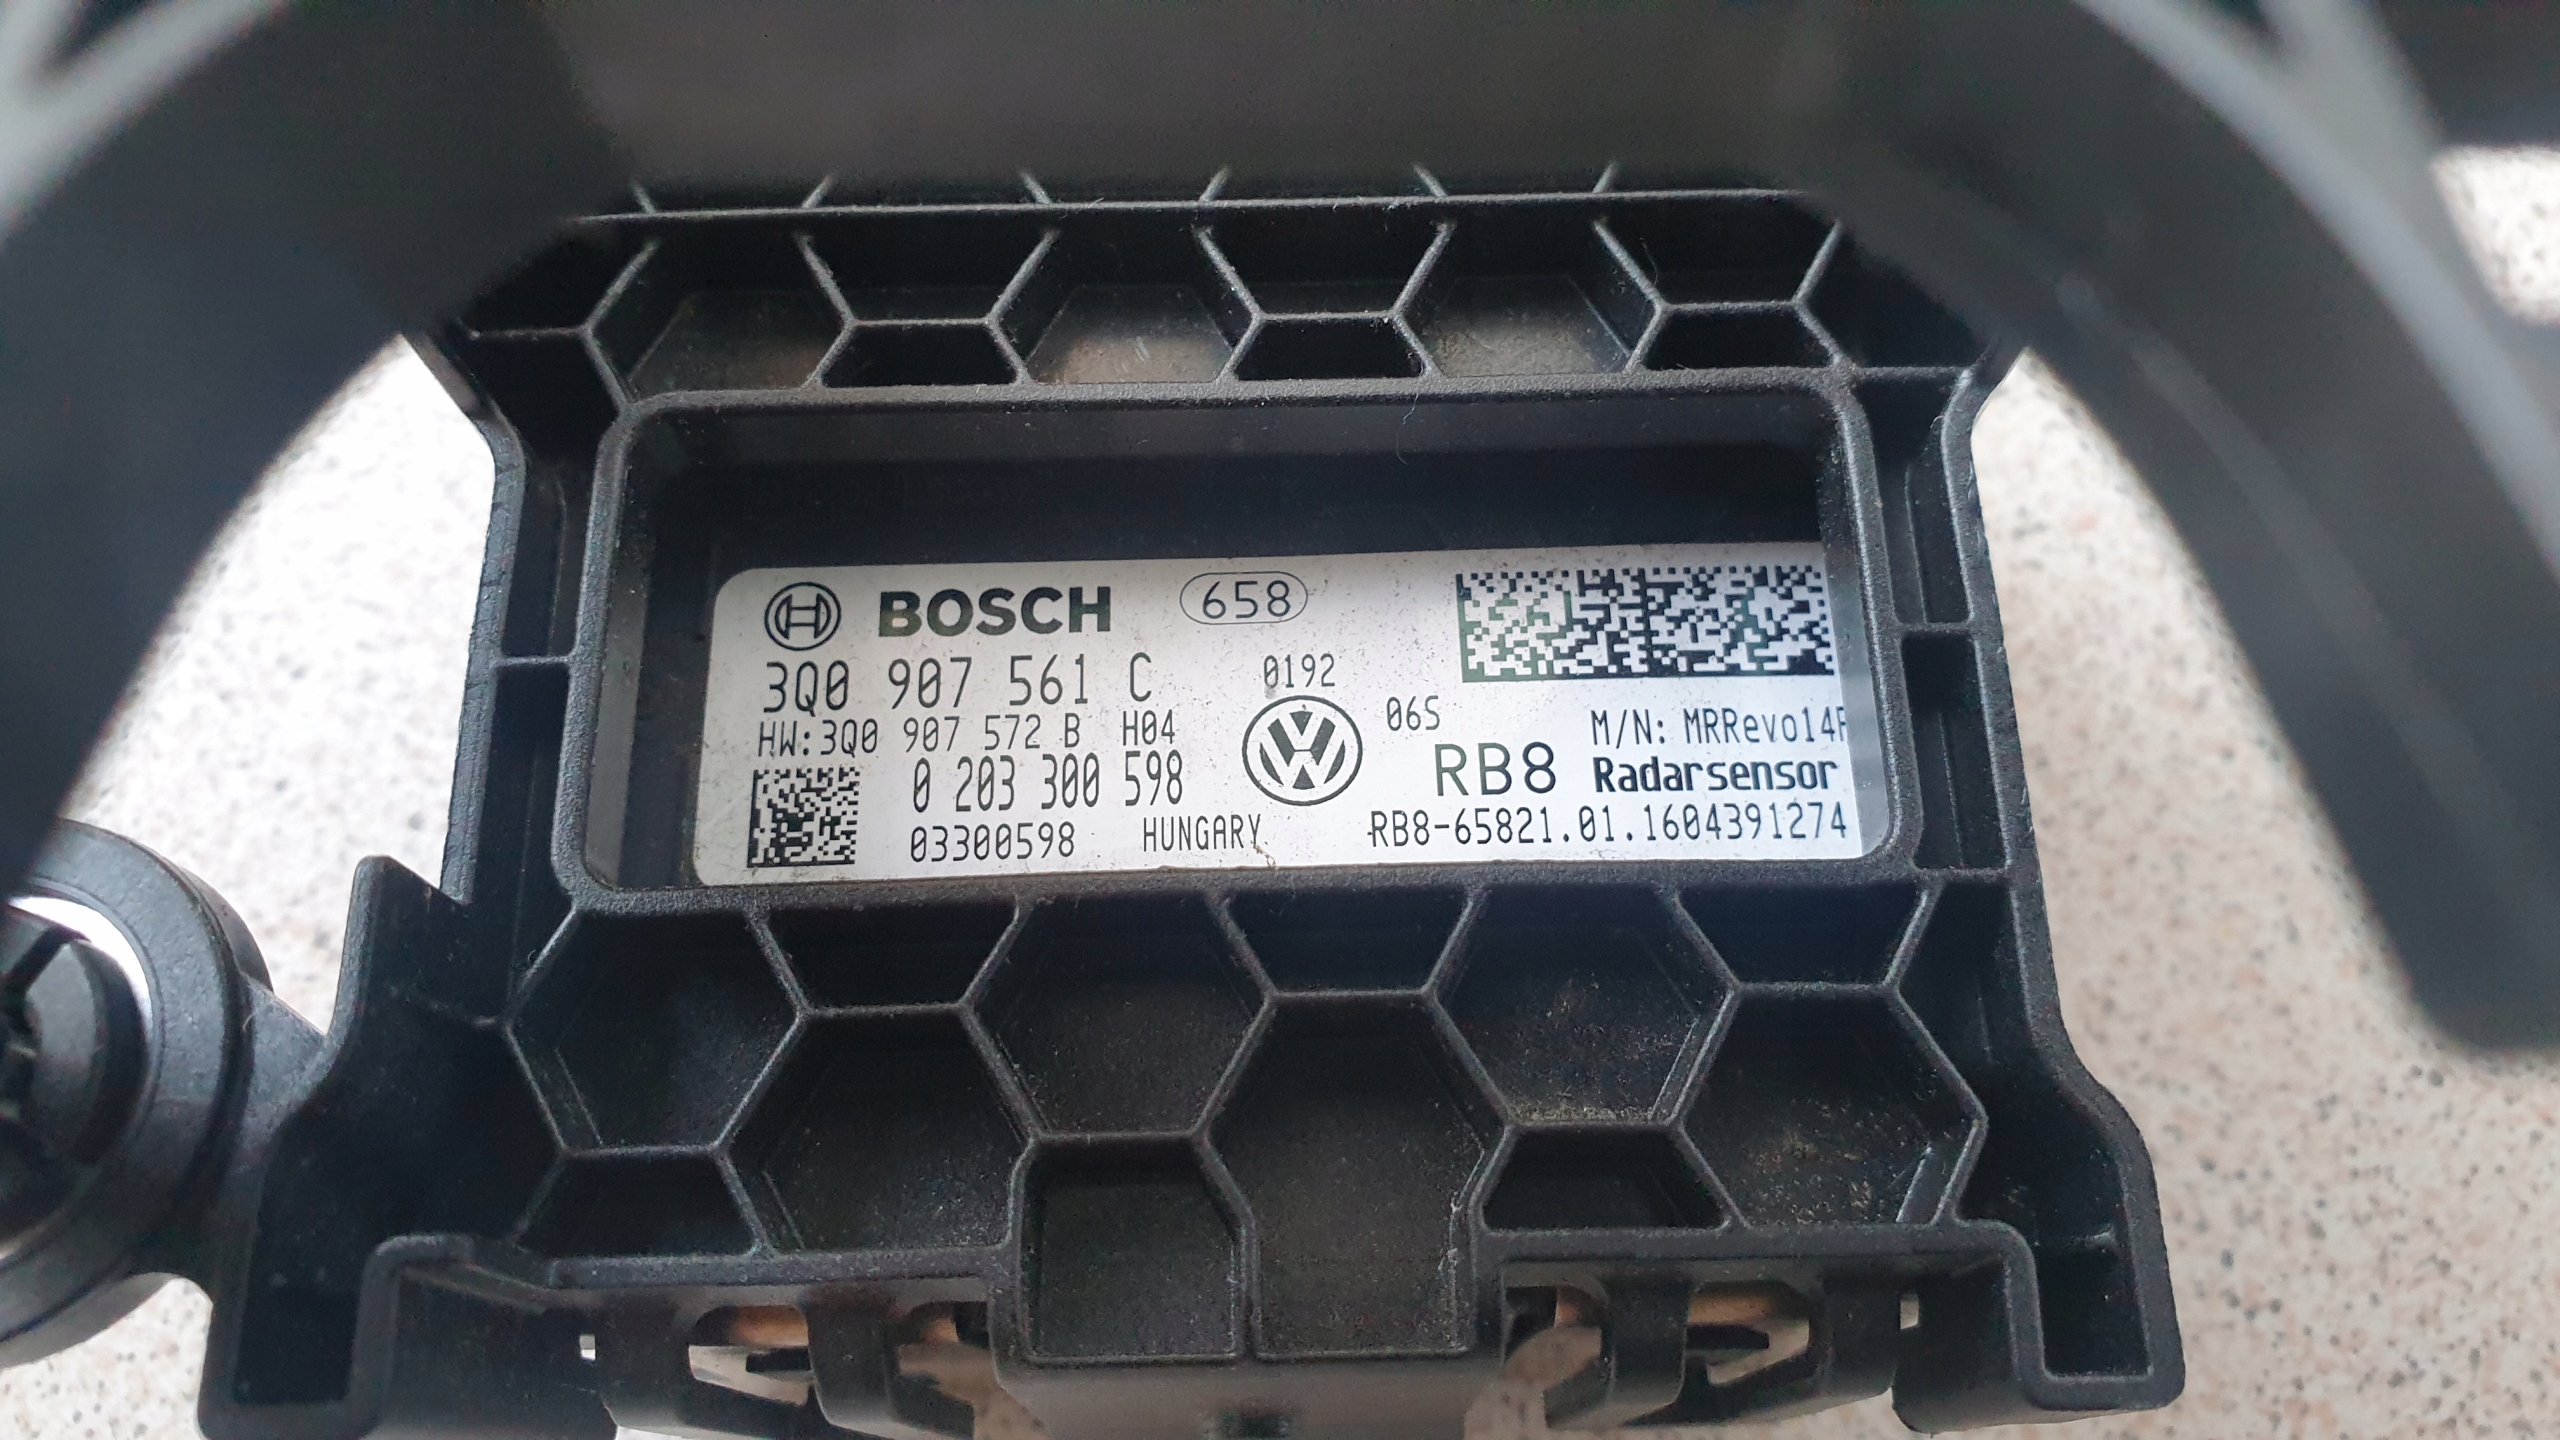 BOSCH 658
3Q0 907 561 C 0192
HW:3Q0 907 572 B H04 06S M/N: MRRevo14F
0 203 300 598 RB8 Radarsensor
03300598 HUNGARY RB8-65821.01.1604391274